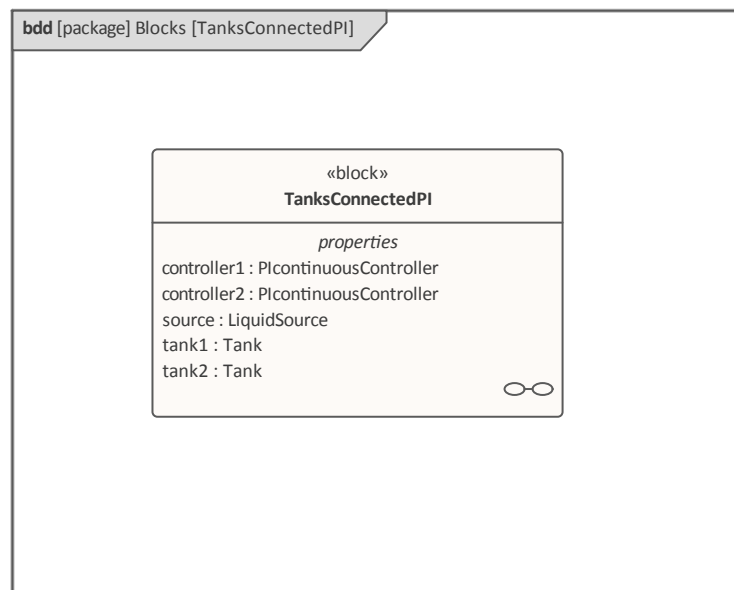 bdd [package] Blocks [TanksConnectedPI]
«block»
TanksConnectedPI
properties
controller1 : PIcontinuousController
controller2 : PIcontinuousController
source : LiquidSource
tank1 : Tank
tank2 : Tank